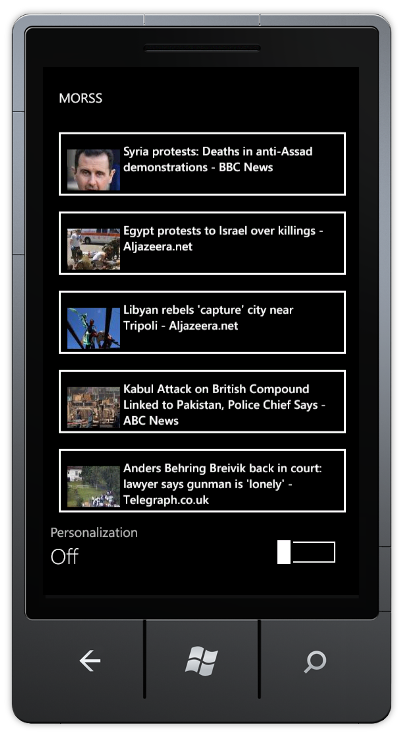 MORSS
Syria protests: Deaths in anti-Assad
demonstrations - BBC News
Egypt protests to Israel over killings -
Aljazeera.net
Libyan rebels 'capture' city near
Tripoli - Aljazeera.net
Kabul Attack on British Compound
Linked to Pakistan, Police Chief Says -
ABC News
Anders Behring Breivik back in court:
lawyer says gunman is 'lonely' -
Telegraph.co.uk
Personalization
Off